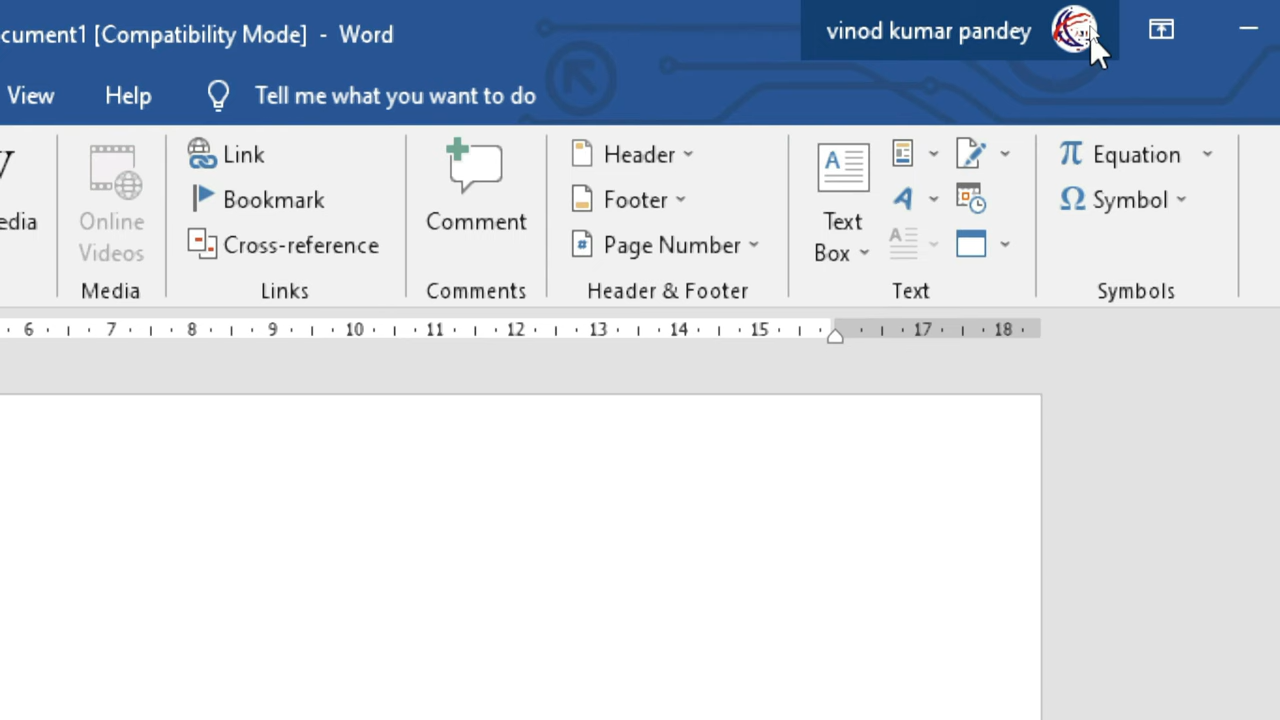 cument1 [Compatibility Mode] - Word
vinod kumar pandey
View
Help
Tell me what you want to do
edia
Online
Videos
Media
Link
Bookmark
Cross-reference
Links
Comment
Comments
Header
Footer
Page Number
Header & Footer
Text
Box
Text
π Equation
Ω Symbol
Symbols
6 7 8 9 10 11 12 13 14 15 17 18